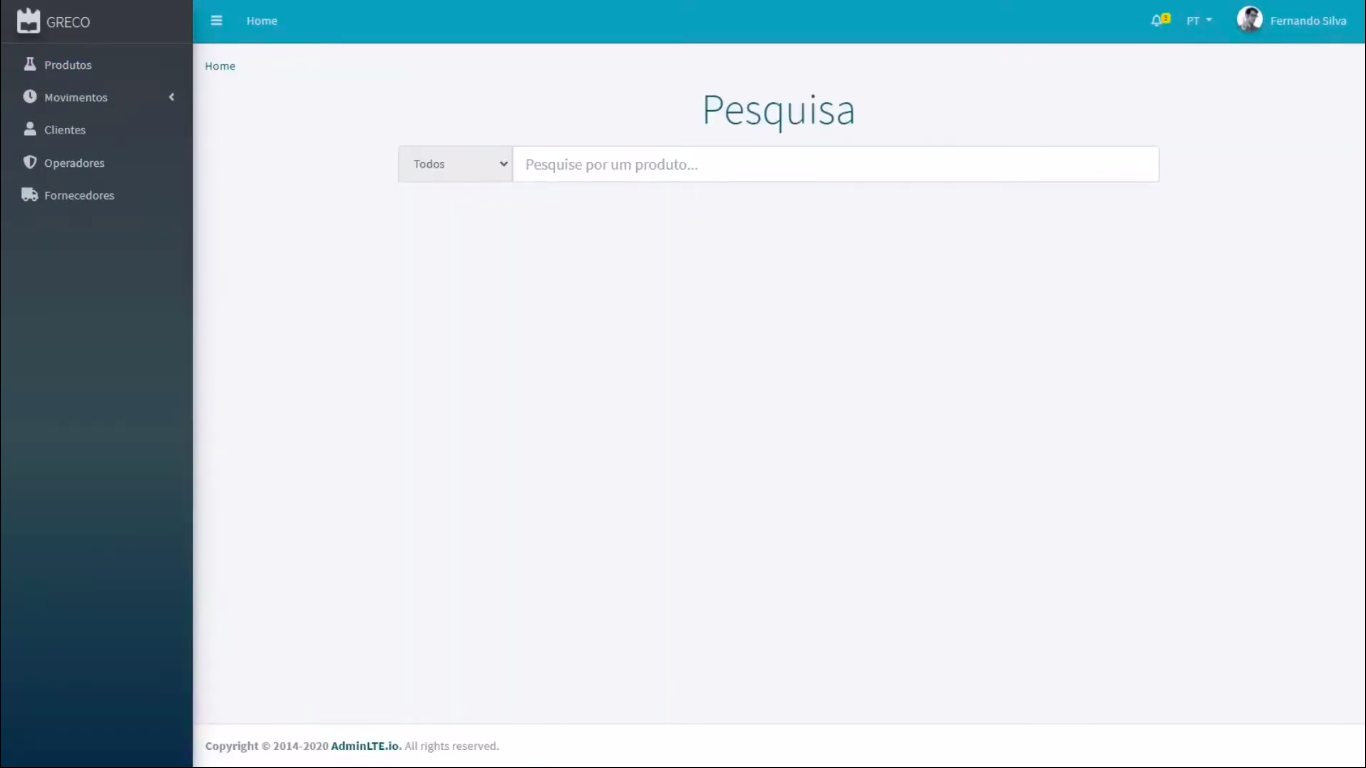 GRECO
Home
PT
Fernando Silva
Produtos
Movimentos
Clientes
Operadores
Fornecedores
Home
Pesquisa
Todos
Pesquise por um produto...
Copyright © 2014-2020 AdminLTE.io. All rights reserved.